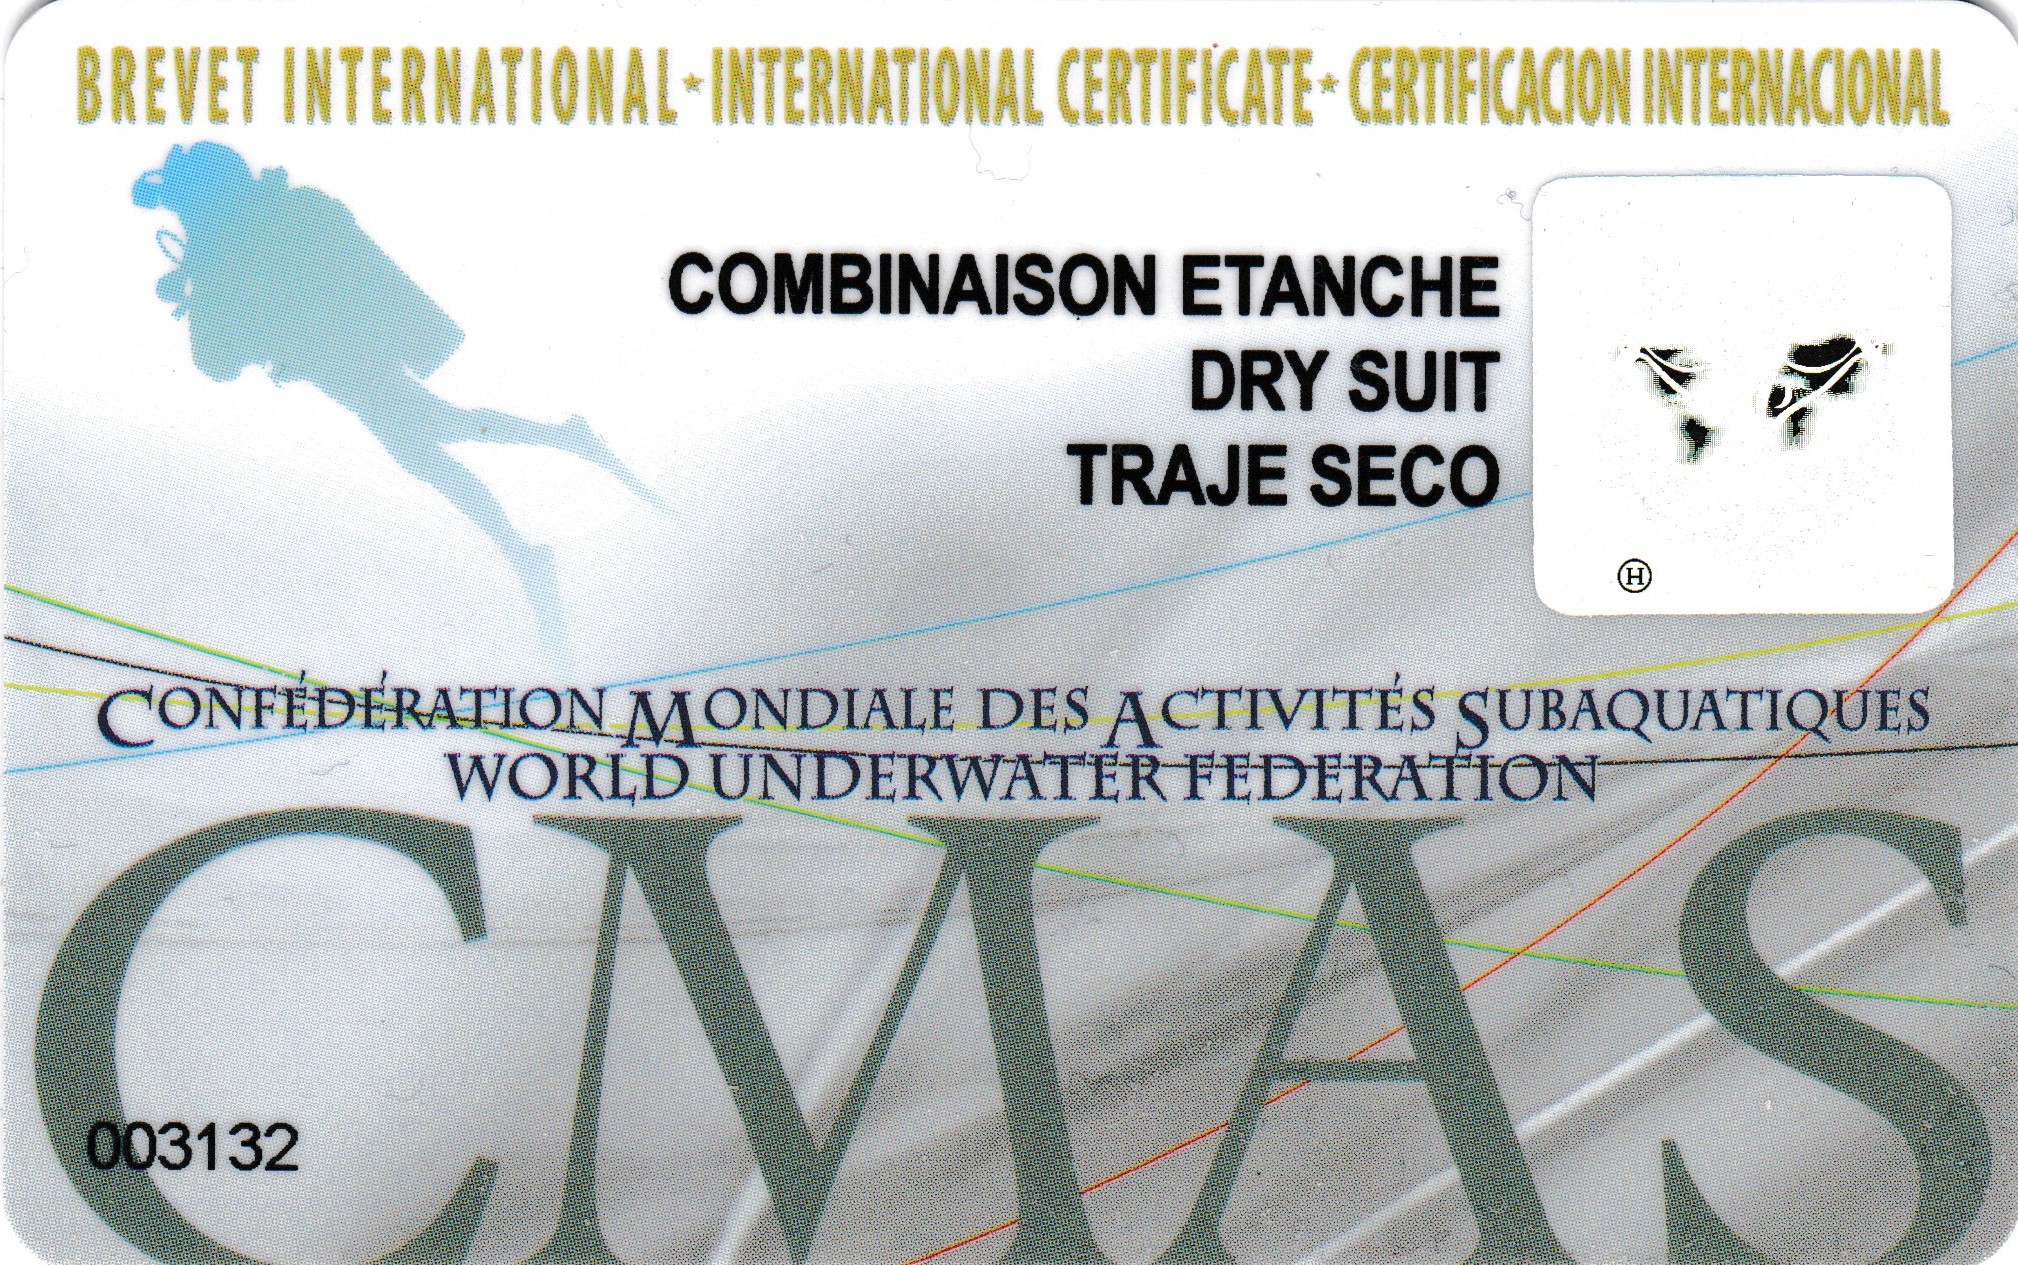 BREVET INTERNATIONAL * INTERNATIONAL CERTIFICATE * CERTIFICACION INTERNACIONAL
COMBINAISON ETANCHE
DRY SUIT
TRAJE SECO
Ⓗ
CONFÉDÉRATION MONDIALE DES ACTIVITÉS SUBAQUATIQUES
WORLD UNDERWATER FEDERATION
CMAS
003132